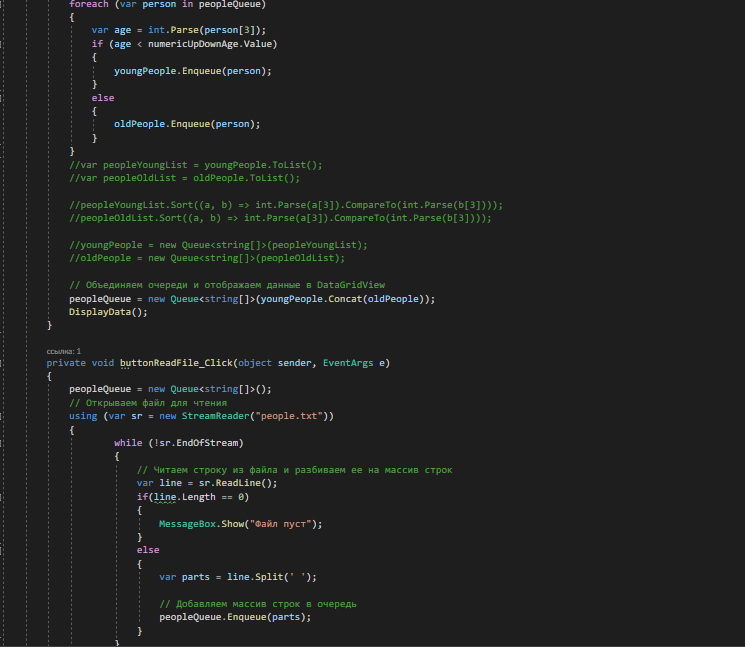 foreach (var person in peopleQueue)
{
var age = int.Parse(person[3]);
if (age < numericUpDownAge.Value)
{
youngPeople.Enqueue(person);
}
else
{
oldPeople.Enqueue(person);
}
}
//var peopleYoungList = youngPeople.ToList();
//var peopleOldList = oldPeople.ToList();
//peopleYoungList.Sort((a, b) => int.Parse(a[3]).CompareTo(int.Parse(b[3])));
//peopleOldList.Sort((a, b) => int.Parse(a[3]).CompareTo(int.Parse(b[3])));
//youngPeople = new Queue<string[]>(peopleYoungList);
//oldPeople = new Queue<string[]>(peopleOldList);
// Объединяем очереди и отображаем данные в DataGridView
peopleQueue = new Queue<string[]>(youngPeople.Concat(oldPeople));
DisplayData();
}
ссылка: 1
private void buttonReadFile_Click(object sender, EventArgs e)
{
peopleQueue = new Queue<string[]>();
// Открываем файл для чтения
using (var sr = new StreamReader("people.txt"))
{
while (!sr.EndOfStream)
{
// Читаем строку из файла и разбиваем ее на массив строк
var line = sr.ReadLine();
if(line.Length == 0)
{
MessageBox.Show("Файл пуст");
}
else
{
var parts = line.Split(' ');
// Добавляем массив строк в очередь
peopleQueue.Enqueue(parts);
}
}